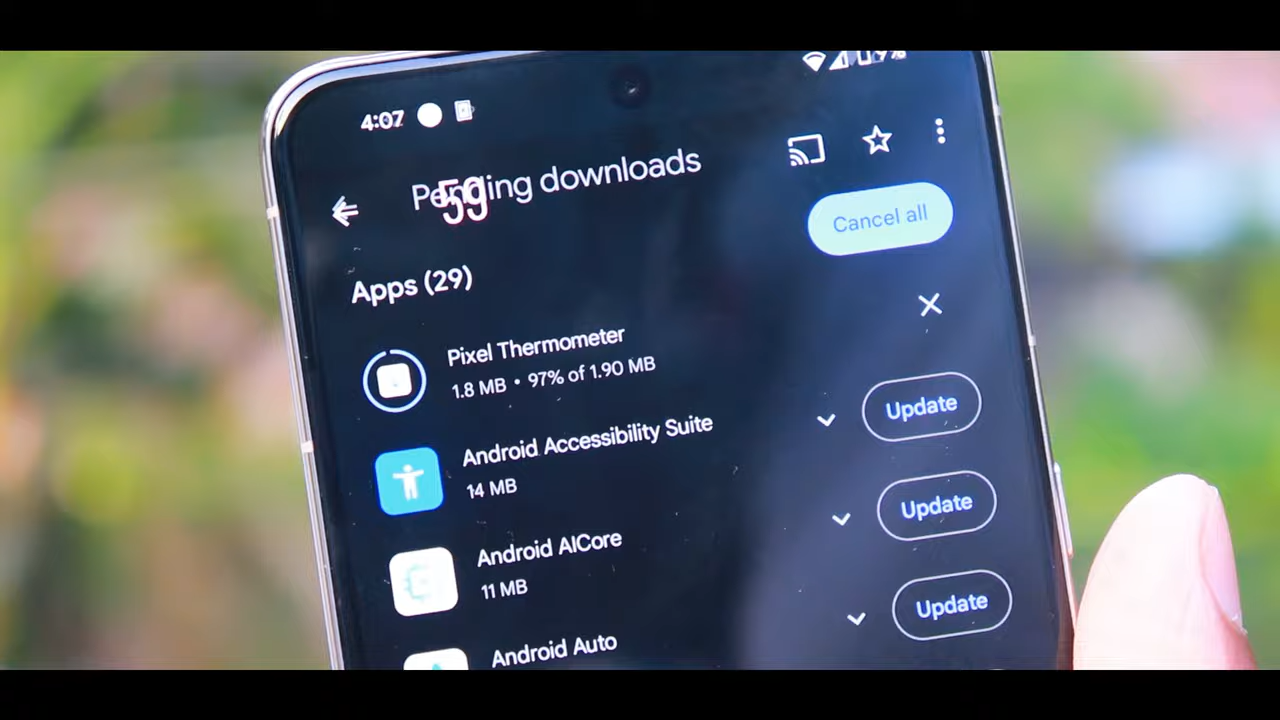 4:07
Pending downloads
59
Cancel all
Apps (29)
Pixel Thermometer
1.8 MB • 97% of 1.90 MB
Android Accessibility Suite
14 MB
Update
Android AICore
11 MB
Update
Android Auto
Update